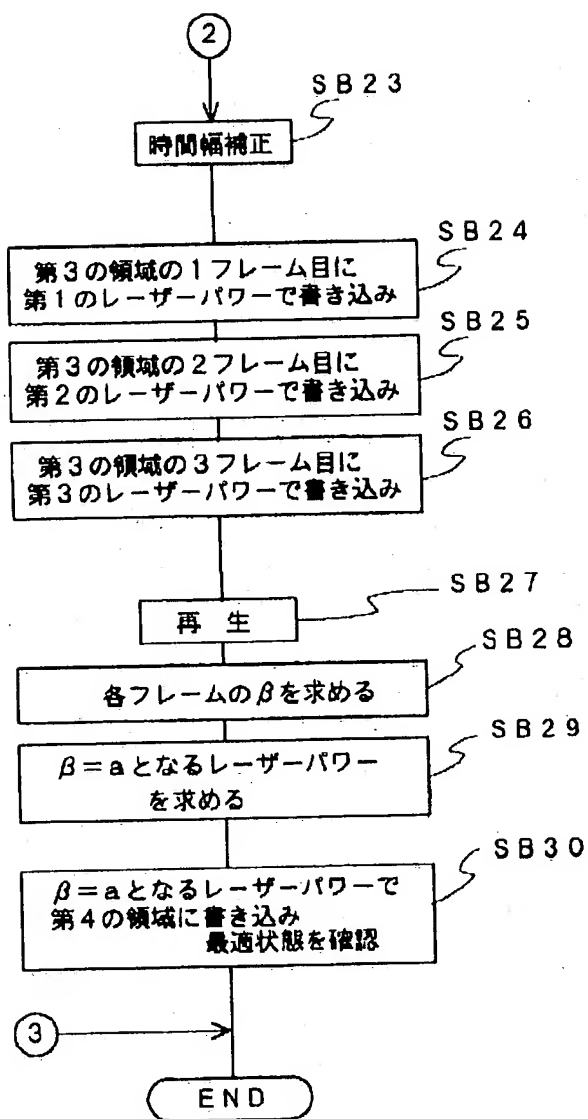 2
SB23
時間幅補正
SB24
第3の領域の1フレーム目に
第1のレーザーパワーで書き込み
SB25
第3の領域の2フレーム目に
第2のレーザーパワーで書き込み
SB26
第3の領域の3フレーム目に
第3のレーザーパワーで書き込み
SB27
再 生
SB28
各フレームのβを求める
SB29
β=aとなるレーザーパワー
を求める
SB30
β=aとなるレーザーパワーで
第4の領域に書き込み
最適状態を確認
3
END